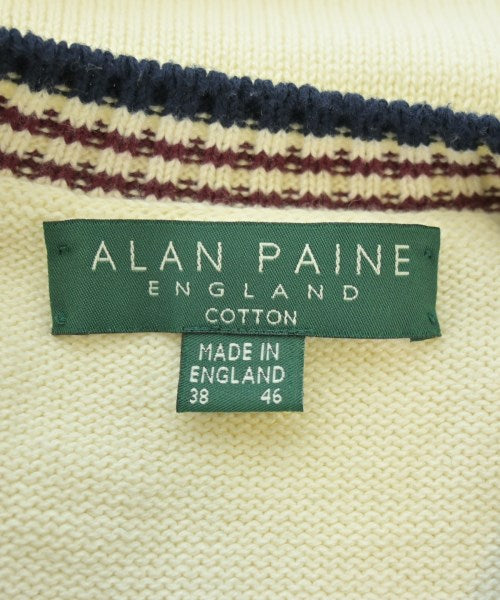 ALAN PAINE
ENGLAND
COTTON
MADE IN
ENGLAND
38 46